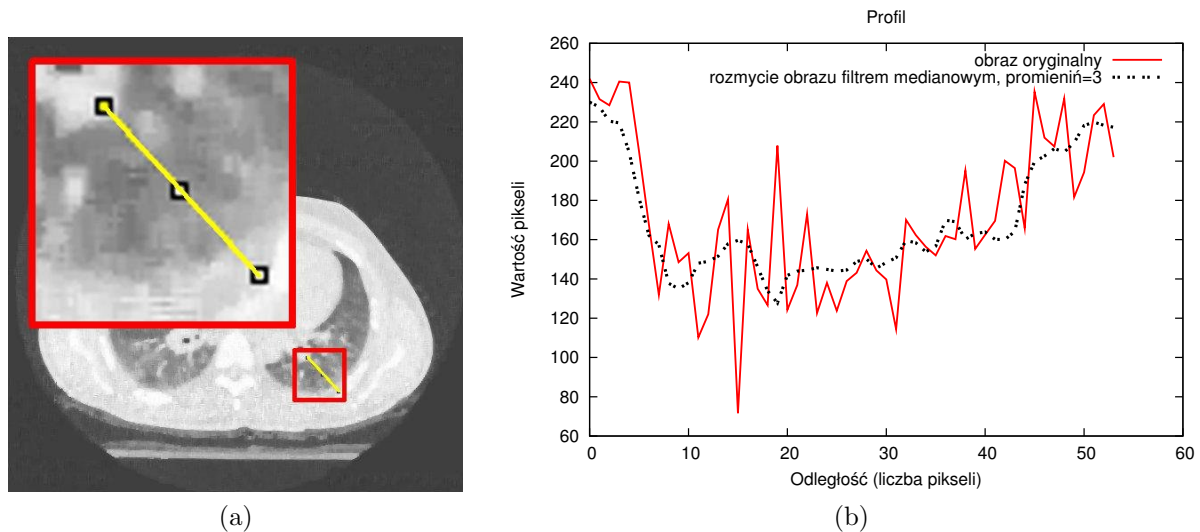 Profil
260
240
220
200
180
160
140
120
100
80
60
Wartość pikseli
obraz oryginalny
rozmycie obrazu filtrem medianowym, promieniń=3
0 10 20 30 40 50 60
Odległość (liczba pikseli)
(a) (b)